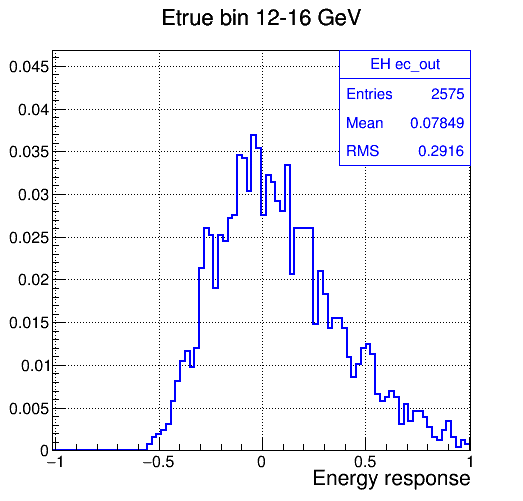 Etrue bin 12-16 GeV
EH ec_out
Entries 2575
Mean 0.07849
RMS 0.2916
0.045
0.04
0.035
0.03
0.025
0.02
0.015
0.01
0.005
0
−1 −0.5 0 0.5 1
Energy response